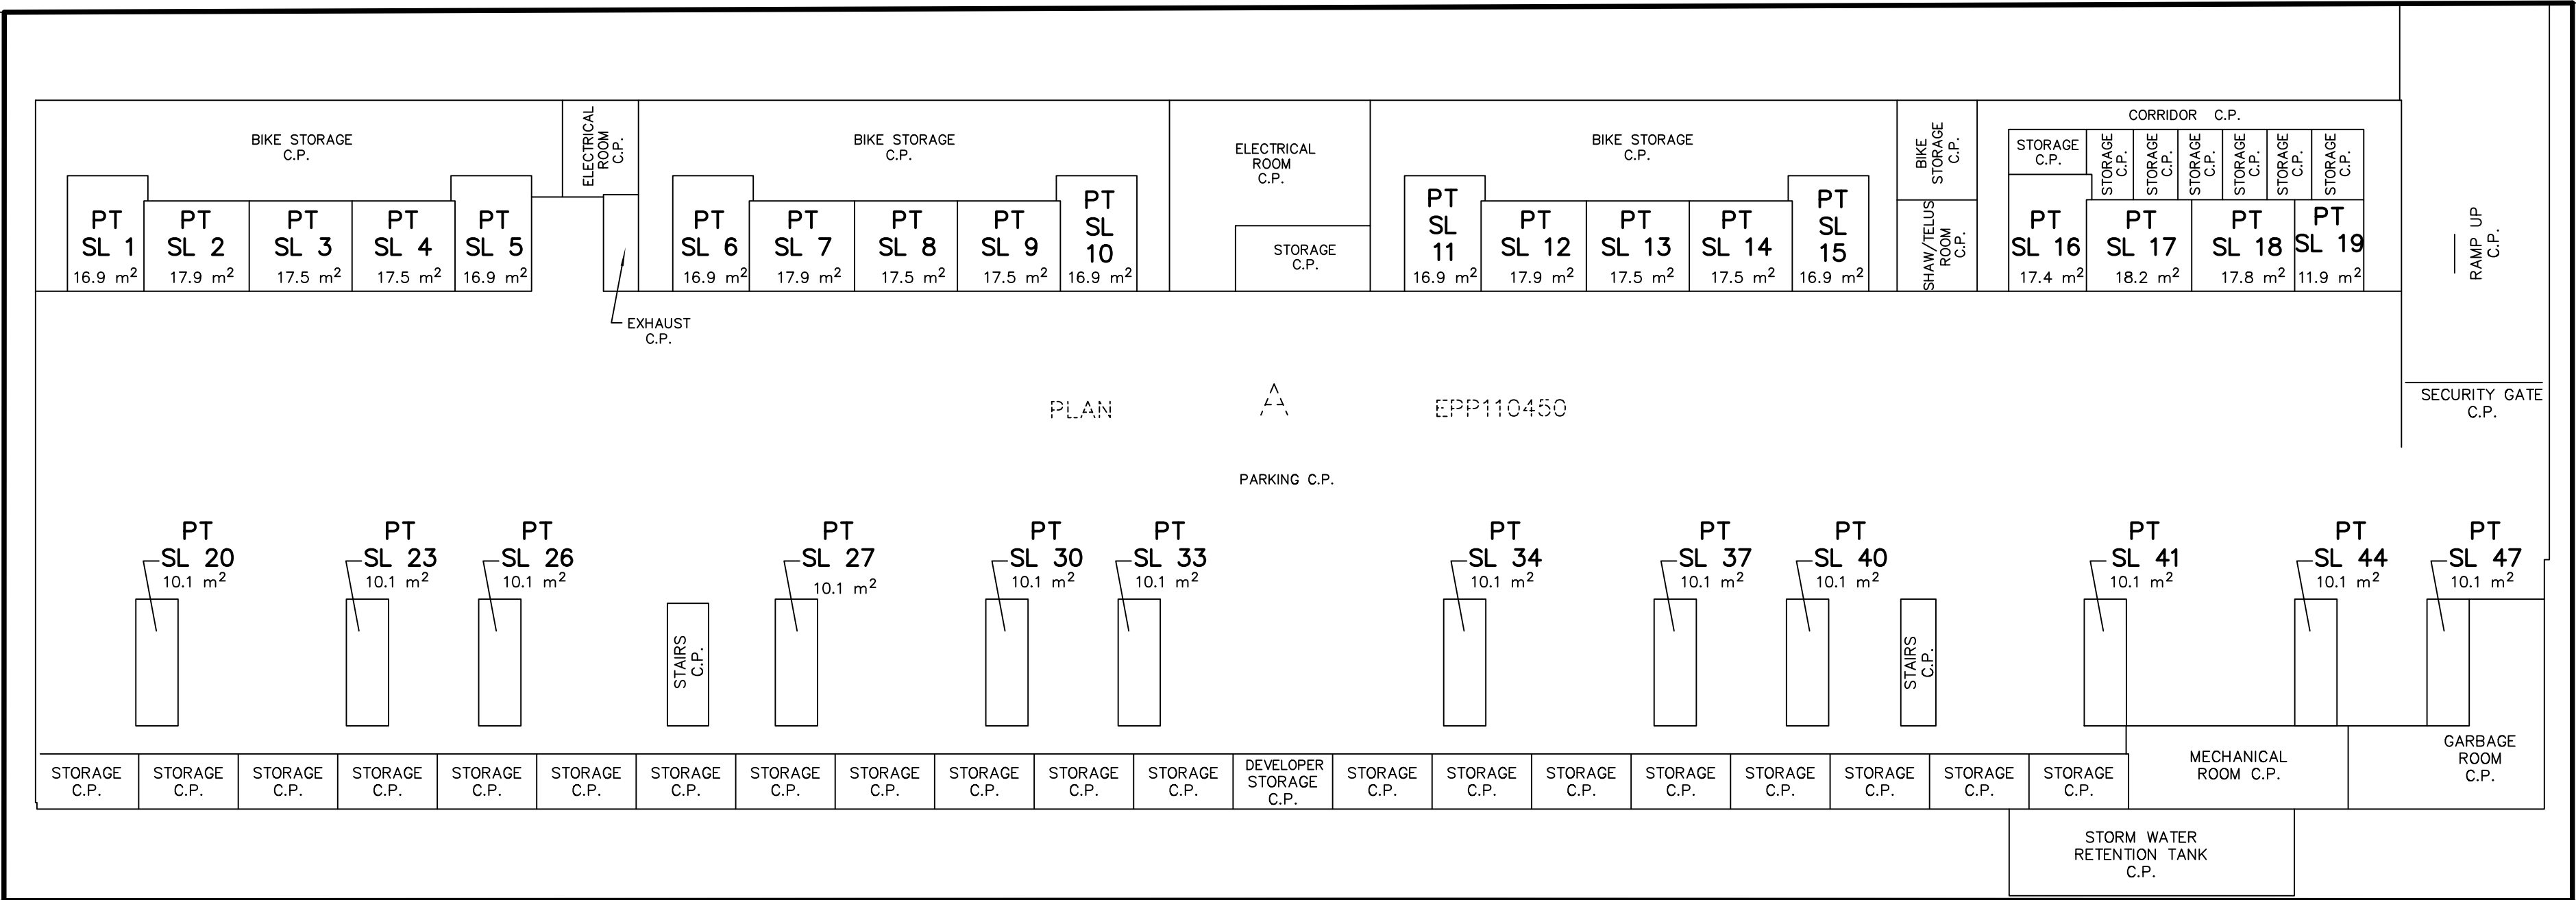 BIKE STORAGE
C.P.
ELECTRICAL
ROOM
C.P.
BIKE STORAGE
C.P.
ELECTRICAL
ROOM
C.P.
STORAGE
C.P.
BIKE STORAGE
C.P.
BIKE
STORAGE
C.P.
SHAW/TELUS
ROOM
C.P.
CORRIDOR C.P.
STORAGE
C.P.
STORAGE
C.P.
STORAGE
C.P.
STORAGE
C.P.
STORAGE
C.P.
STORAGE
C.P.
STORAGE
C.P.
RAMP UP
C.P.
PT
SL 1
16.9 m²
PT
SL 2
17.9 m²
PT
SL 3
17.5 m²
PT
SL 4
17.5 m²
PT
SL 5
16.9 m²
PT
SL 6
16.9 m²
PT
SL 7
17.9 m²
PT
SL 8
17.5 m²
PT
SL 9
17.5 m²
PT
SL
10
16.9 m²
PT
SL
11
16.9 m²
PT
SL 12
17.9 m²
PT
SL 13
17.5 m²
PT
SL 14
17.5 m²
PT
SL
15
16.9 m²
PT
SL 16
17.4 m²
PT
SL 17
18.2 m²
PT
SL 18
17.8 m²
PT
SL 19
11.9 m²
EXHAUST
C.P.
PLAN A EPP110450
SECURITY GATE
C.P.
PARKING C.P.
PT
SL 20
10.1 m²
PT
SL 23
10.1 m²
PT
SL 26
10.1 m²
PT
SL 27
10.1 m²
PT
SL 30
10.1 m²
PT
SL 33
10.1 m²
PT
SL 34
10.1 m²
PT
SL 37
10.1 m²
PT
SL 40
10.1 m²
PT
SL 41
10.1 m²
PT
SL 44
10.1 m²
PT
SL 47
10.1 m²
STAIRS
C.P.
STAIRS
C.P.
STORAGE
C.P.
STORAGE
C.P.
STORAGE
C.P.
STORAGE
C.P.
STORAGE
C.P.
STORAGE
C.P.
STORAGE
C.P.
STORAGE
C.P.
STORAGE
C.P.
STORAGE
C.P.
STORAGE
C.P.
STORAGE
C.P.
DEVELOPER
STORAGE
C.P.
STORAGE
C.P.
STORAGE
C.P.
STORAGE
C.P.
STORAGE
C.P.
STORAGE
C.P.
STORAGE
C.P.
STORAGE
C.P.
STORAGE
C.P.
MECHANICAL
ROOM C.P.
GARBAGE
ROOM
C.P.
STORM WATER
RETENTION TANK
C.P.